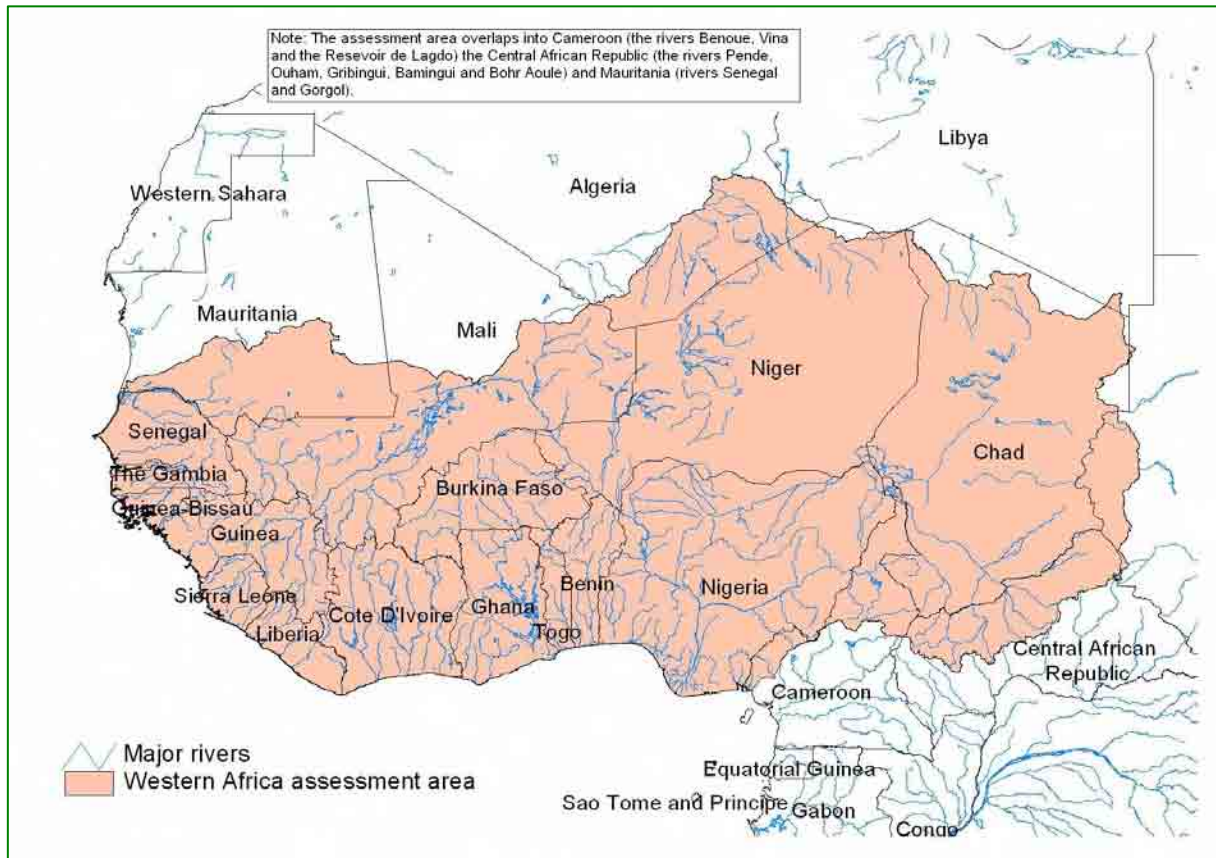 Note: The assessment area overlaps into Cameroon (the rivers Benoue, Vina
and the Resevoir de Lagdo) the Central African Republic (the rivers Pende,
Ouham, Gribingui, Bamingui and Bohr Aoule) and Mauritania (rivers Senegal
and Gorgol).
Libya
Algeria
Western Sahara
Mauritania
Mali
Niger
Senegal
Chad
The Gambia
Burkina Faso
Guinea-Bissau
Guinea
Benin
Nigeria
Sierra Leone
Ghana
Cote D'Ivoire
Togo
Liberia
Central African
Republic
Cameroon
Major rivers
Equatorial Guinea
Western Africa assessment area
Sao Tome and Principe
Gabon
Congo